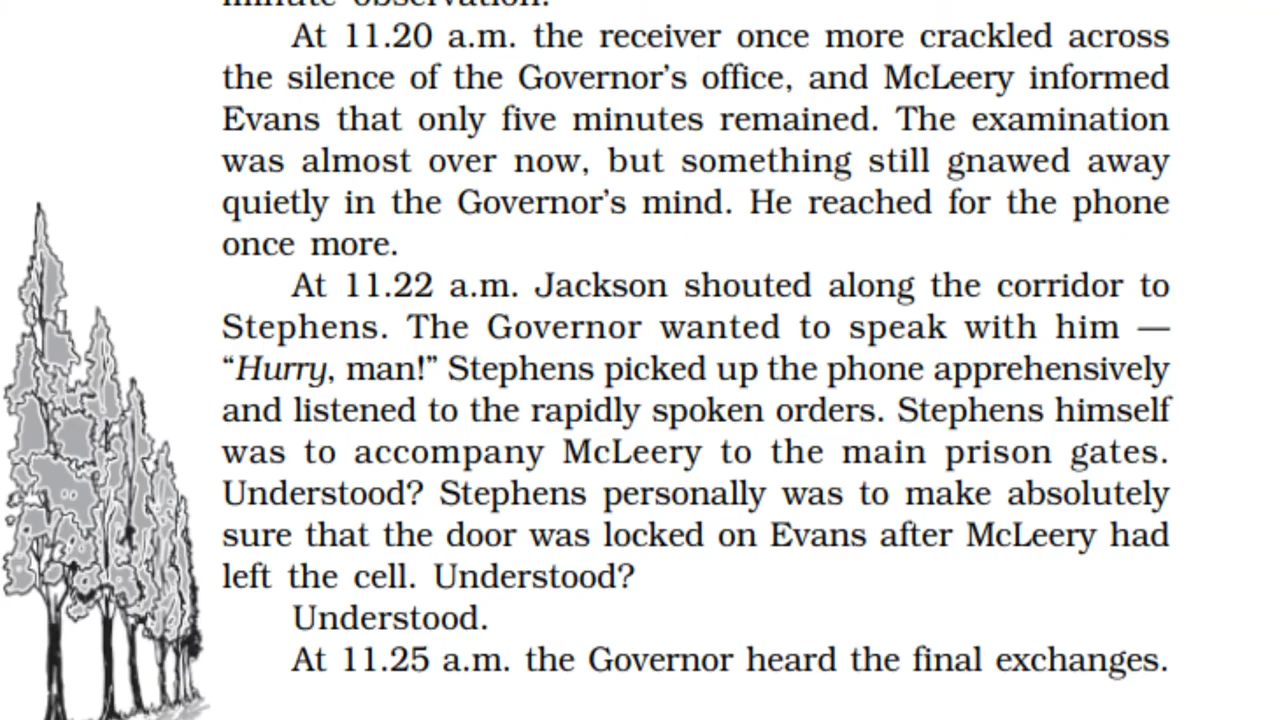 minute observation.
At 11.20 a.m. the receiver once more crackled across
the silence of the Governor's office, and McLeery informed
Evans that only five minutes remained. The examination
was almost over now, but something still gnawed away
quietly in the Governor's mind. He reached for the phone
once more.
At 11.22 a.m. Jackson shouted along the corridor to
Stephens. The Governor wanted to speak with him —
“Hurry, man!” Stephens picked up the phone apprehensively
and listened to the rapidly spoken orders. Stephens himself
was to accompany McLeery to the main prison gates.
Understood? Stephens personally was to make absolutely
sure that the door was locked on Evans after McLeery had
left the cell. Understood?
Understood.
At 11.25 a.m. the Governor heard the final exchanges.